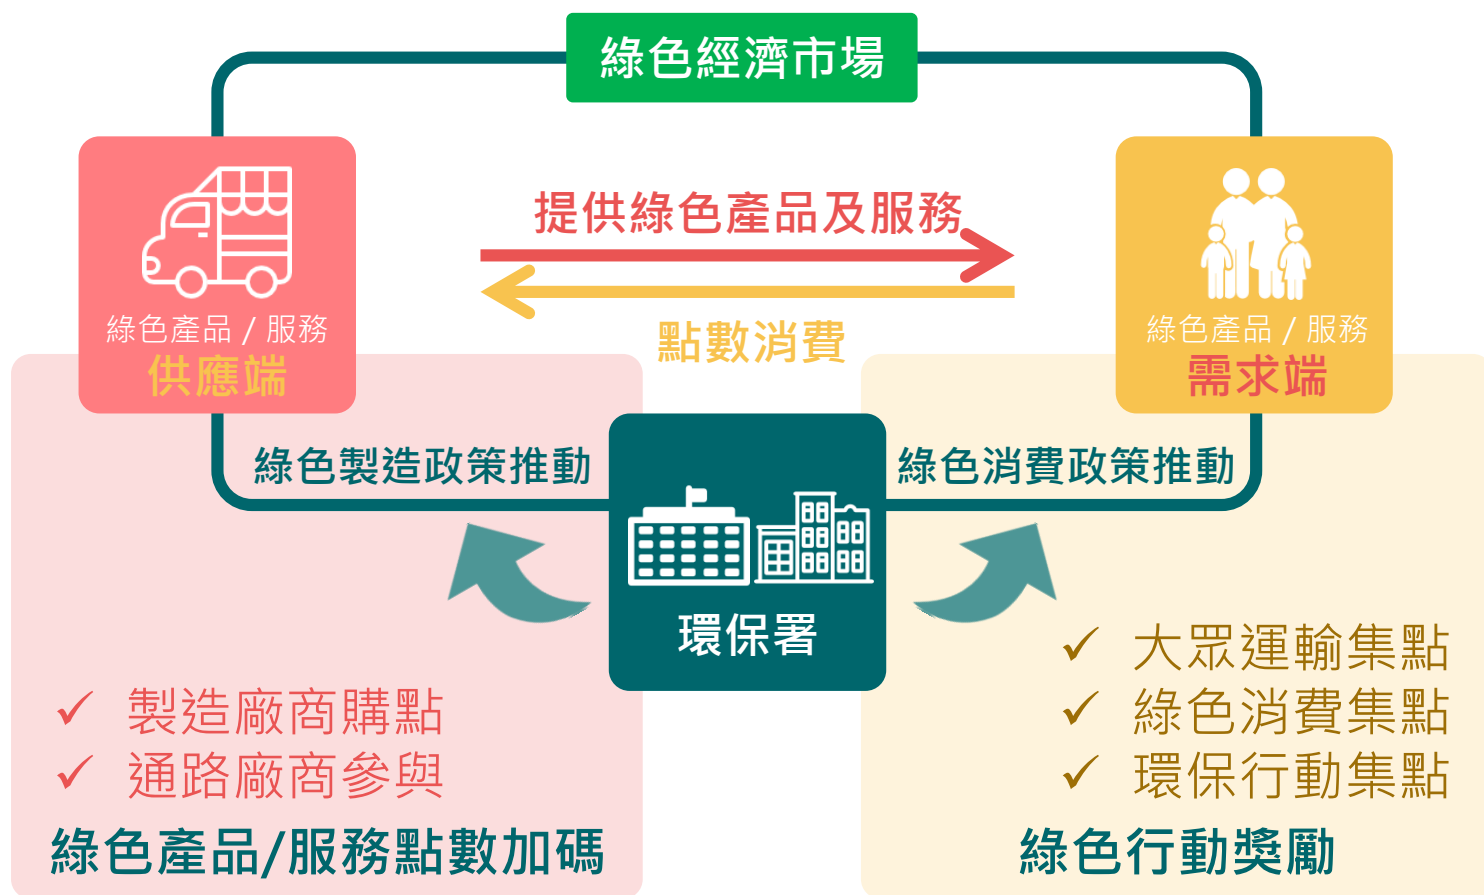 綠色經濟市場
提供綠色產品及服務
點數消費
綠色產品 / 服務
供應端
綠色產品 / 服務
需求端
綠色製造政策推動
綠色消費政策推動
環保署
製造廠商購點
通路廠商參與
綠色產品/服務點數加碼
大眾運輸集點
綠色消費集點
環保行動集點
綠色行動獎勵